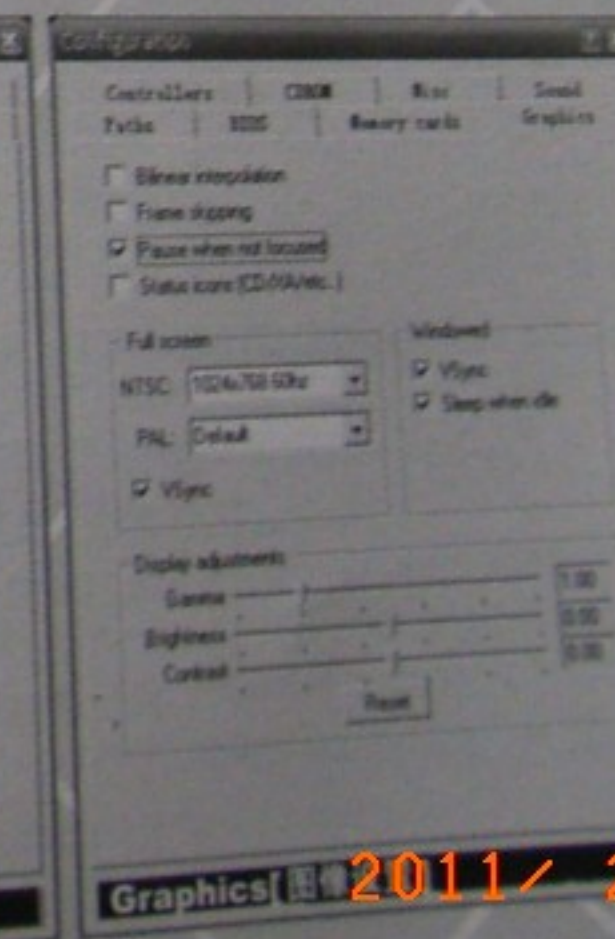 Configuration
Controllers CDROM Misc Sound
Paths BIOS Memory cards Graphics
Bilinear interpolation
Frame skipping
Pause when not focused
Status icons (CD/XA/etc..)
Full screen
NTSC: 1024x768 60hz
PAL: Default
VSync
Windowed
VSync
Sleep when idle
Display adjustments
Gamma 1.00
Brightness 0.00
Contrast 0.00
Reset
Graphics[图像
2011/ 2